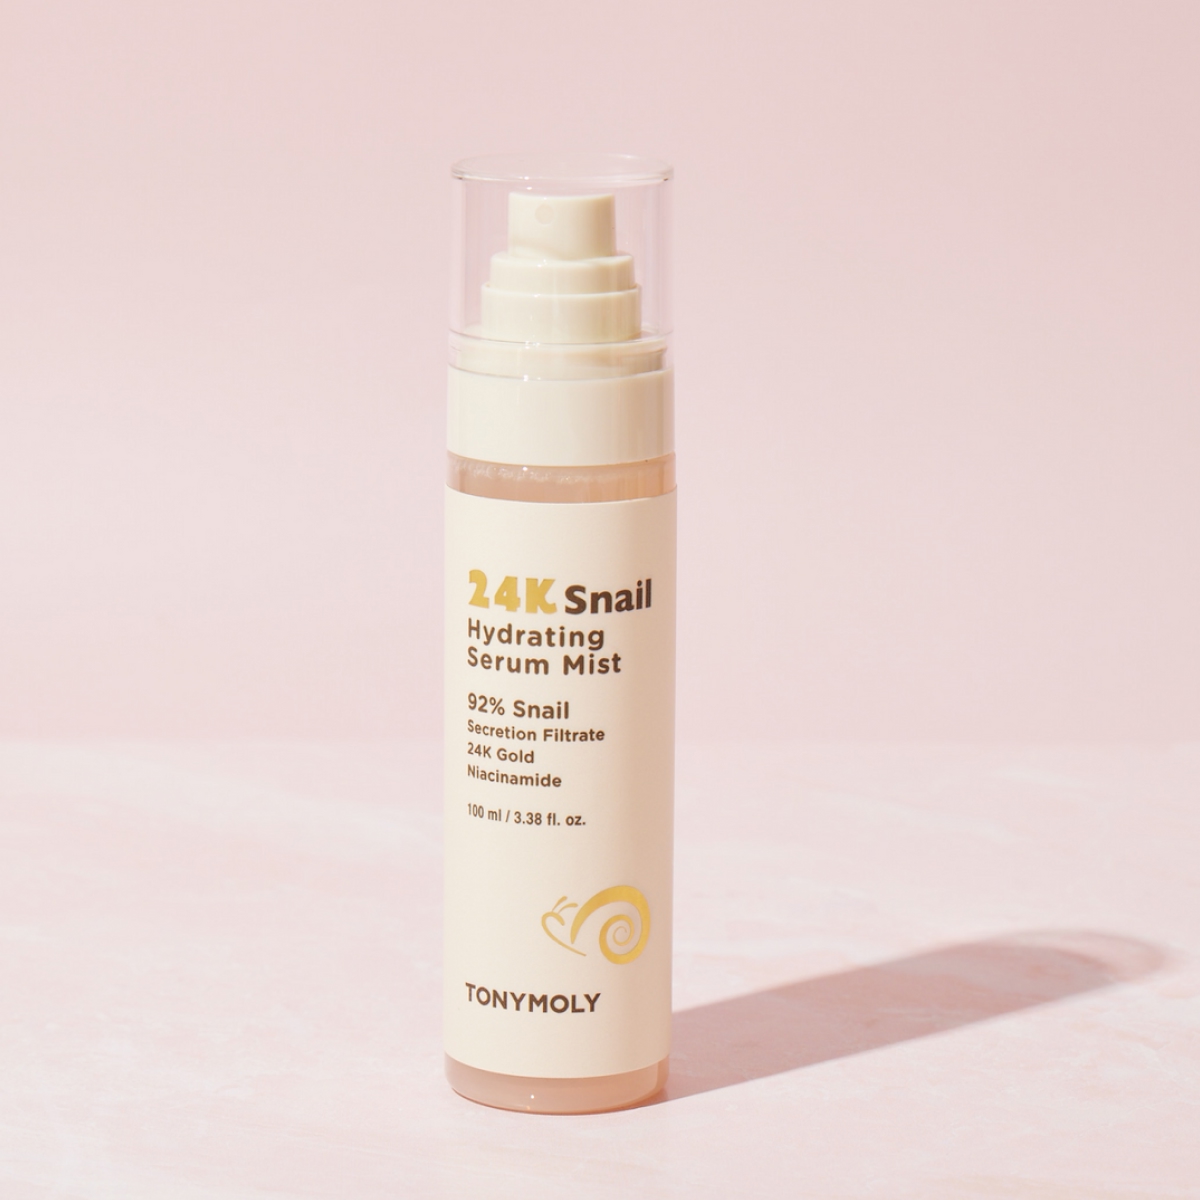 24K Snail
Hydrating
Serum Mist
92% Snail
Secretion Filtrate
24K Gold
Niacinamide
100 ml / 3.38 fl. oz.
TONYMOLY